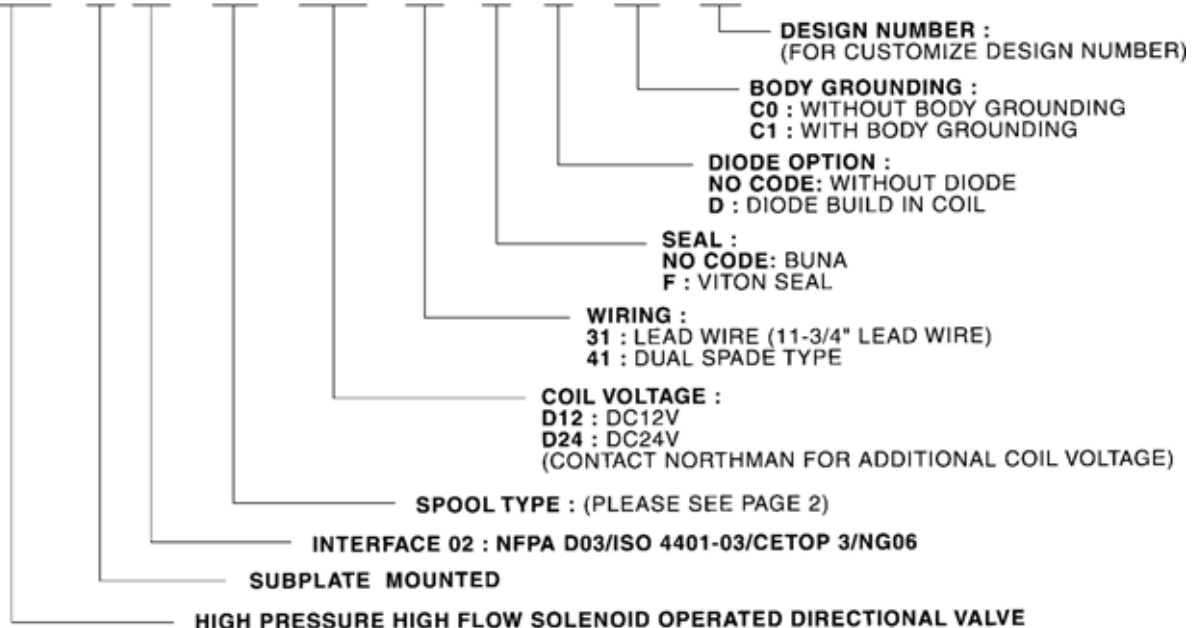 DESIGN NUMBER :
(FOR CUSTOMIZE DESIGN NUMBER)
BODY GROUNDING :
C0 : WITHOUT BODY GROUNDING
C1 : WITH BODY GROUNDING
DIODE OPTION :
NO CODE: WITHOUT DIODE
D : DIODE BUILD IN COIL
SEAL :
NO CODE: BUNA
F : VITON SEAL
WIRING :
31 : LEAD WIRE (11-3/4" LEAD WIRE)
41 : DUAL SPADE TYPE
COIL VOLTAGE :
D12 : DC12V
D24 : DC24V
(CONTACT NORTHMAN FOR ADDITIONAL COIL VOLTAGE)
SPOOL TYPE : (PLEASE SEE PAGE 2)
INTERFACE 02 : NFPA D03/ISO 4401-03/CETOP 3/NG06
SUBPLATE MOUNTED
HIGH PRESSURE HIGH FLOW SOLENOID OPERATED DIRECTIONAL VALVE